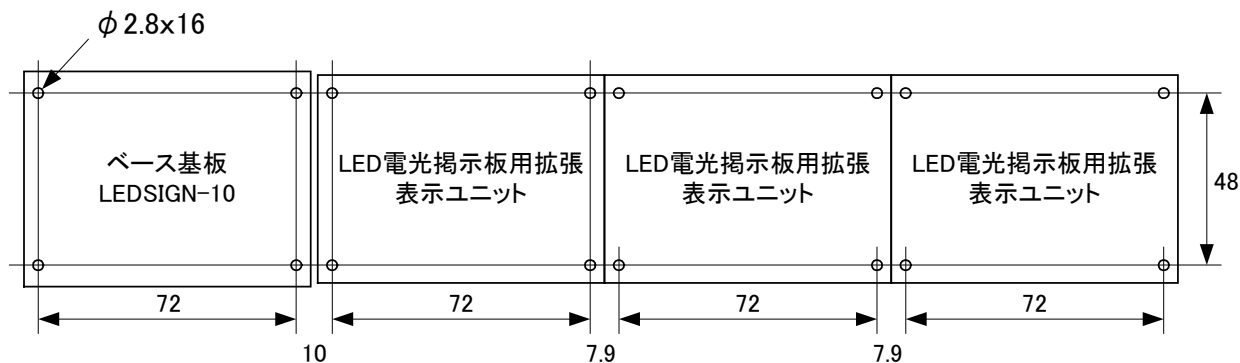 φ2.8x16
ベース基板
LEDSIGN-10
LED電光掲示板用拡張
表示ユニット
LED電光掲示板用拡張
表示ユニット
LED電光掲示板用拡張
表示ユニット
48
72
72
72
72
10
7.9
7.9